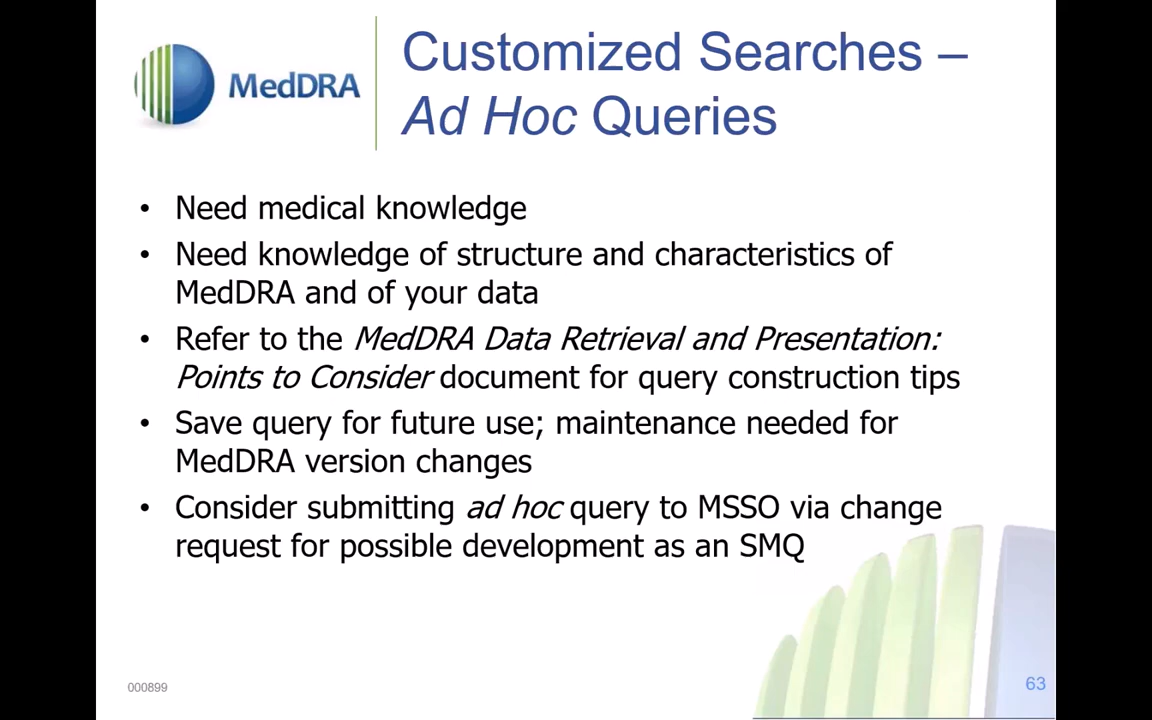 MedDRA
Customized Searches –
Ad Hoc Queries
• Need medical knowledge
• Need knowledge of structure and characteristics of
MedDRA and of your data
• Refer to the MedDRA Data Retrieval and Presentation:
Points to Consider document for query construction tips
• Save query for future use; maintenance needed for
MedDRA version changes
• Consider submitting ad hoc query to MSSO via change
request for possible development as an SMQ
000899
63